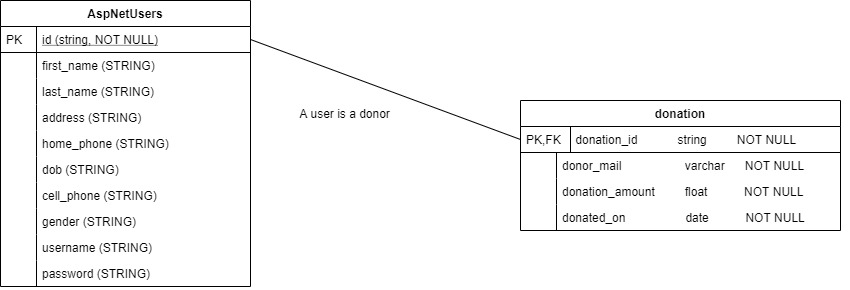 AspNetUsers
PK id (string, NOT NULL)
first_name (STRING)
last_name (STRING)
address (STRING)
home_phone (STRING)
dob (STRING)
cell_phone (STRING)
gender (STRING)
username (STRING)
password (STRING)
A user is a donor
donation
PK,FK donation_id string NOT NULL
donor_mail varchar NOT NULL
donation_amount float NOT NULL
donated_on date NOT NULL